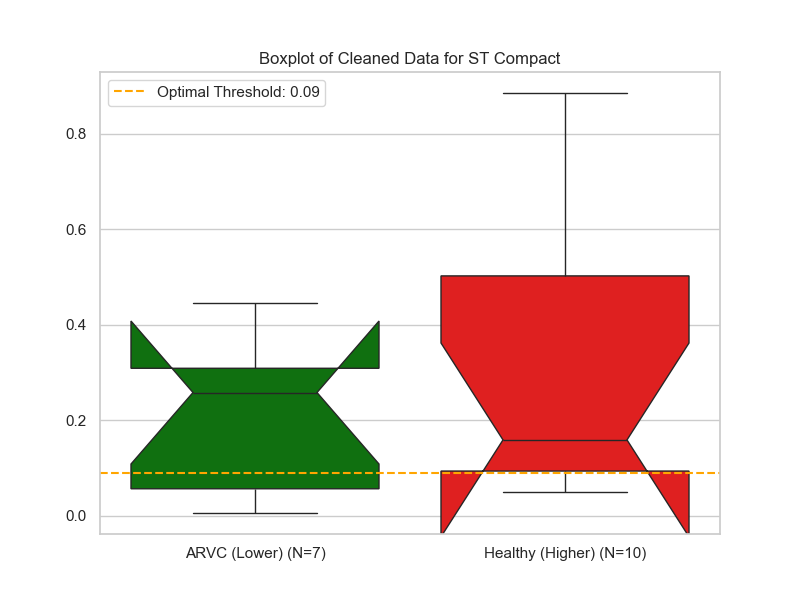 Boxplot of Cleaned Data for ST Compact
Optimal Threshold: 0.09
0.8
0.6
0.4
0.2
0.0
ARVC (Lower) (N=7)
Healthy (Higher) (N=10)